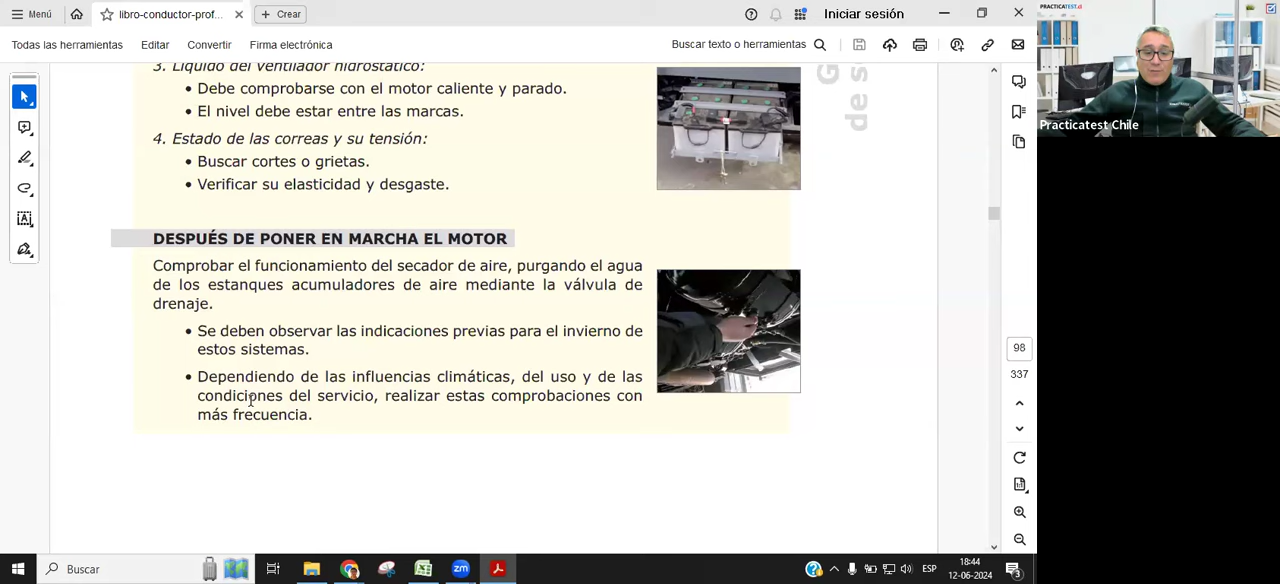 Menú
libro-conductor-prof...
Crear
Iniciar sesión
PRACTICATEST.cl
Todas las herramientas
Editar
Convertir
Firma electrónica
Buscar texto o herramientas
3. Líquido del ventilador hidrostático:
• Debe comprobarse con el motor caliente y parado.
• El nivel debe estar entre las marcas.
4. Estado de las correas y su tensión:
• Buscar cortes o grietas.
• Verificar su elasticidad y desgaste.
G
de s
Practicatest Chile
DESPUÉS DE PONER EN MARCHA EL MOTOR
Comprobar el funcionamiento del secador de aire, purgando el agua
de los estanques acumuladores de aire mediante la válvula de
drenaje.
• Se deben observar las indicaciones previas para el invierno de
estos sistemas.
• Dependiendo de las influencias climáticas, del uso y de las
condiciones del servicio, realizar estas comprobaciones con
más frecuencia.
98
337
Buscar
zm
ESP
18:44
12-06-2024
3